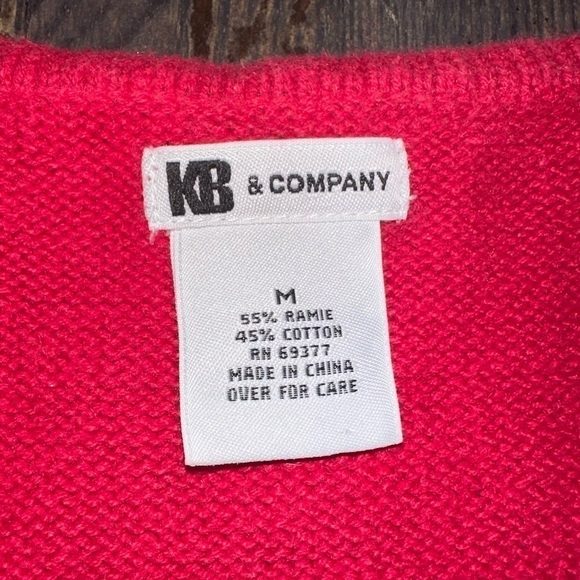 KB & COMPANY
M
55% RAMIE
45% COTTON
RN 69377
MADE IN CHINA
OVER FOR CARE